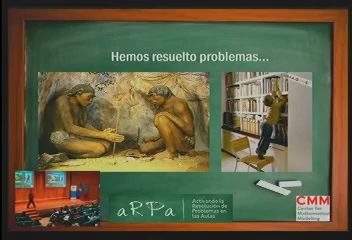 Hemos resuelto problemas...
aRPa
Activando la
Resolución de
Problemas en
las Aulas
CMM
Center for
Mathematical
Modeling